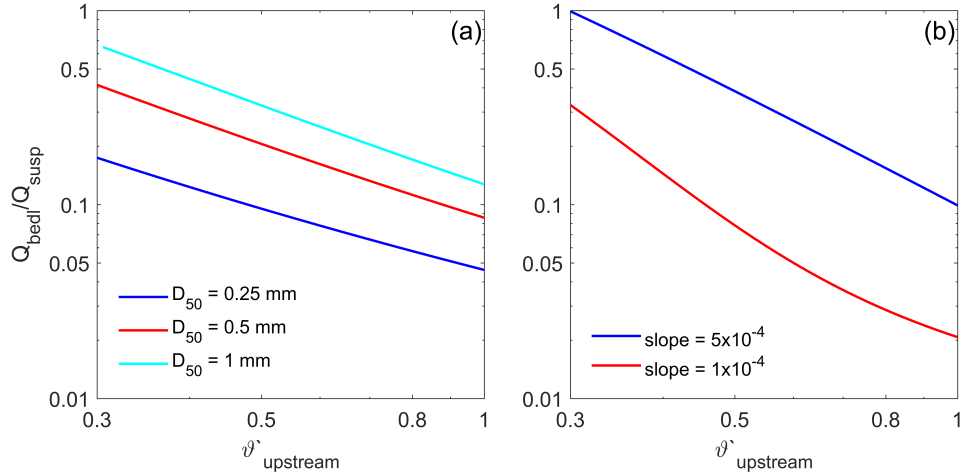 (a)
1
0.5
0.1
0.05
0.01
Q_bedl/Q_susp
D_50 = 0.25 mm
D_50 = 0.5 mm
D_50 = 1 mm
0.3
0.5
0.8
1
ϑ`_upstream
(b)
1
0.5
0.1
0.05
0.01
slope = 5x10^-4
slope = 1x10^-4
0.3
0.5
0.8
1
ϑ`_upstream